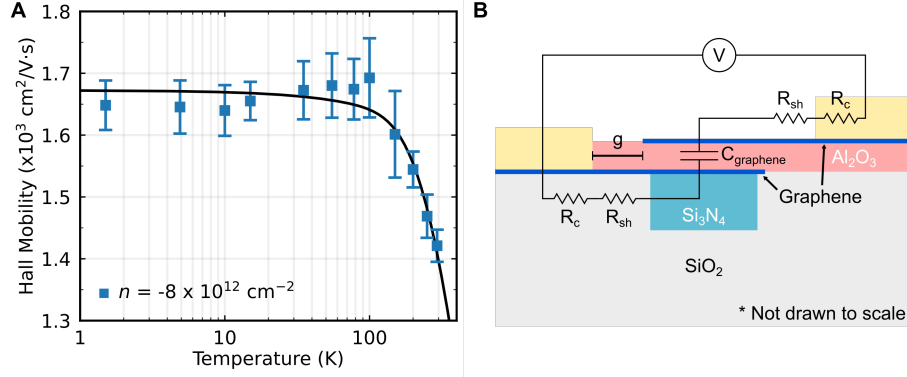 A
Hall Mobility (x10³ cm²/V·s)
1.8
1.7
1.6
1.5
1.4
1.3
n = -8 x 10¹² cm⁻²
1
10
100
Temperature (K)
B
V
R_sh
R_c
g
C_graphene
Al₂O₃
Graphene
R_c
R_sh
Si₃N₄
SiO₂
* Not drawn to scale